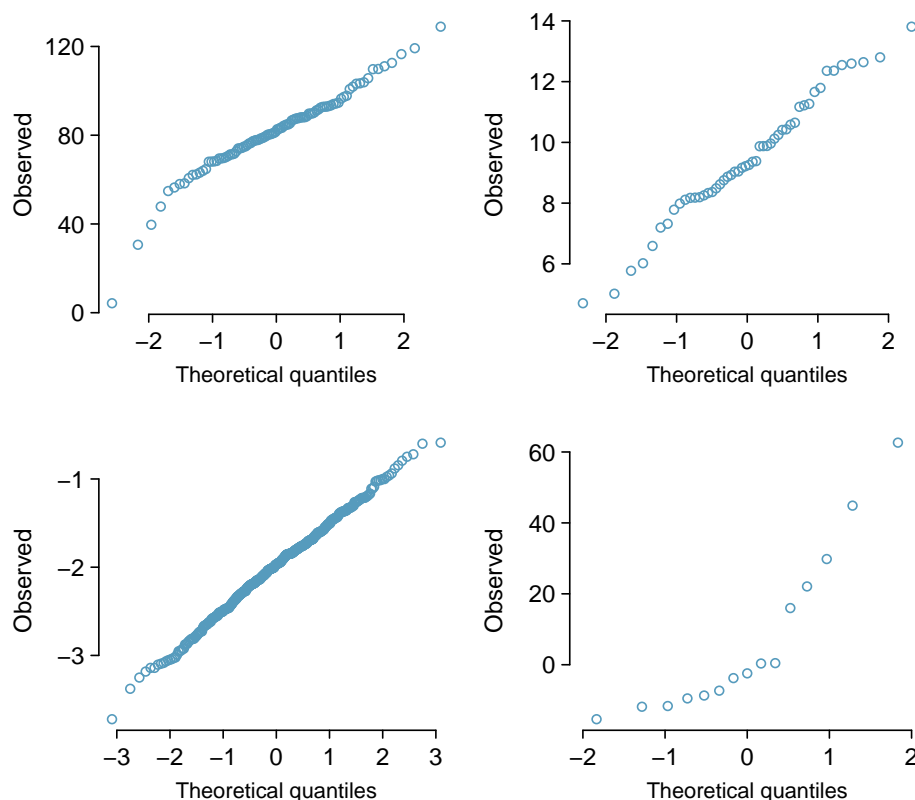 Observed
120
80
40
0
−2 −1 0 1 2
Theoretical quantiles
Observed
14
12
10
8
6
−2 −1 0 1 2
Theoretical quantiles
Observed
−1
−2
−3
−3 −2 −1 0 1 2 3
Theoretical quantiles
Observed
60
40
20
0
−2 −1 0 1 2
Theoretical quantiles